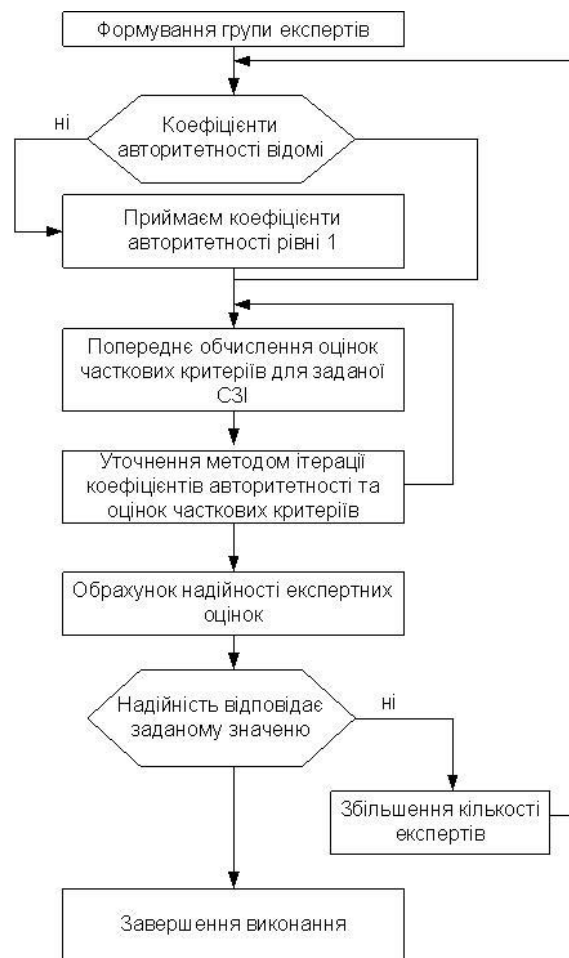 Формування групи експертів
ні
Коефіцієнти
авторитетності відомі
Приймаєм коефіцієнти
авторитетності рівні 1
Попереднє обчислення оцінок
часткових критеріїв для заданої
СЗІ
Уточнення методом ітерації
коефіцієнтів авторитетності та
оцінок часткових критеріїв
Обрахунок надійності експертних
оцінок
Надійність відповідає
заданому значеню
ні
Збільшення кількості
експертів
Завершення виконання